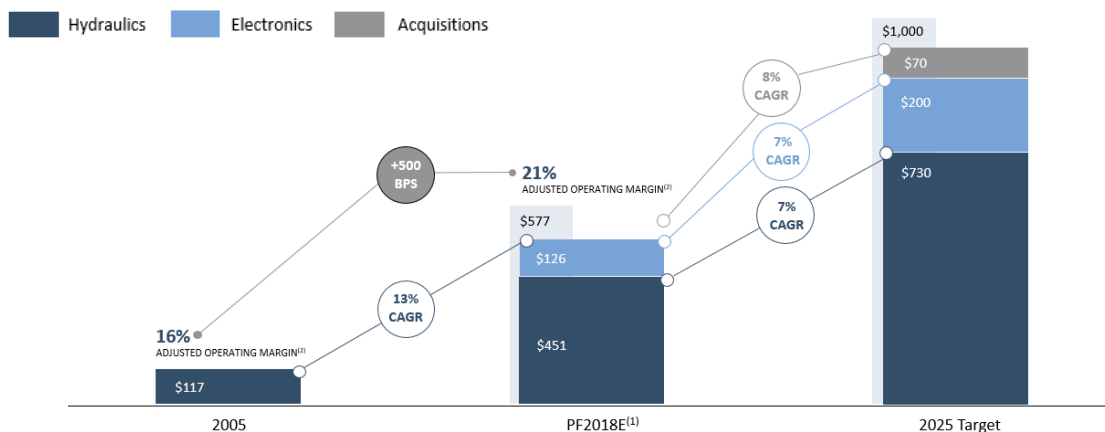 Hydraulics
Electronics
Acquisitions
$1,000
$70
$200
$730
8%
CAGR
7%
CAGR
7%
CAGR
+500
BPS
21%
ADJUSTED OPERATING MARGIN(2)
$577
$126
$451
13%
CAGR
16%
ADJUSTED OPERATING MARGIN(2)
$117
2005
PF2018E(1)
2025 Target